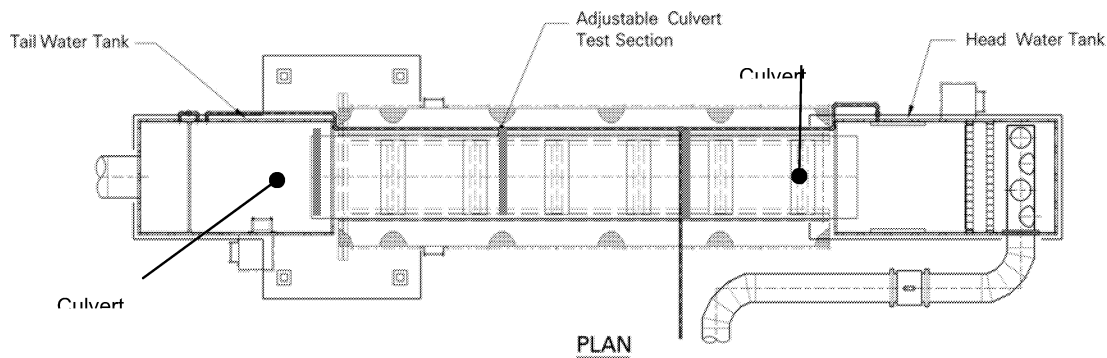 Adjustable Culvert
Test Section
Tail Water Tank
Head Water Tank
Culvert
Culvert
PLAN